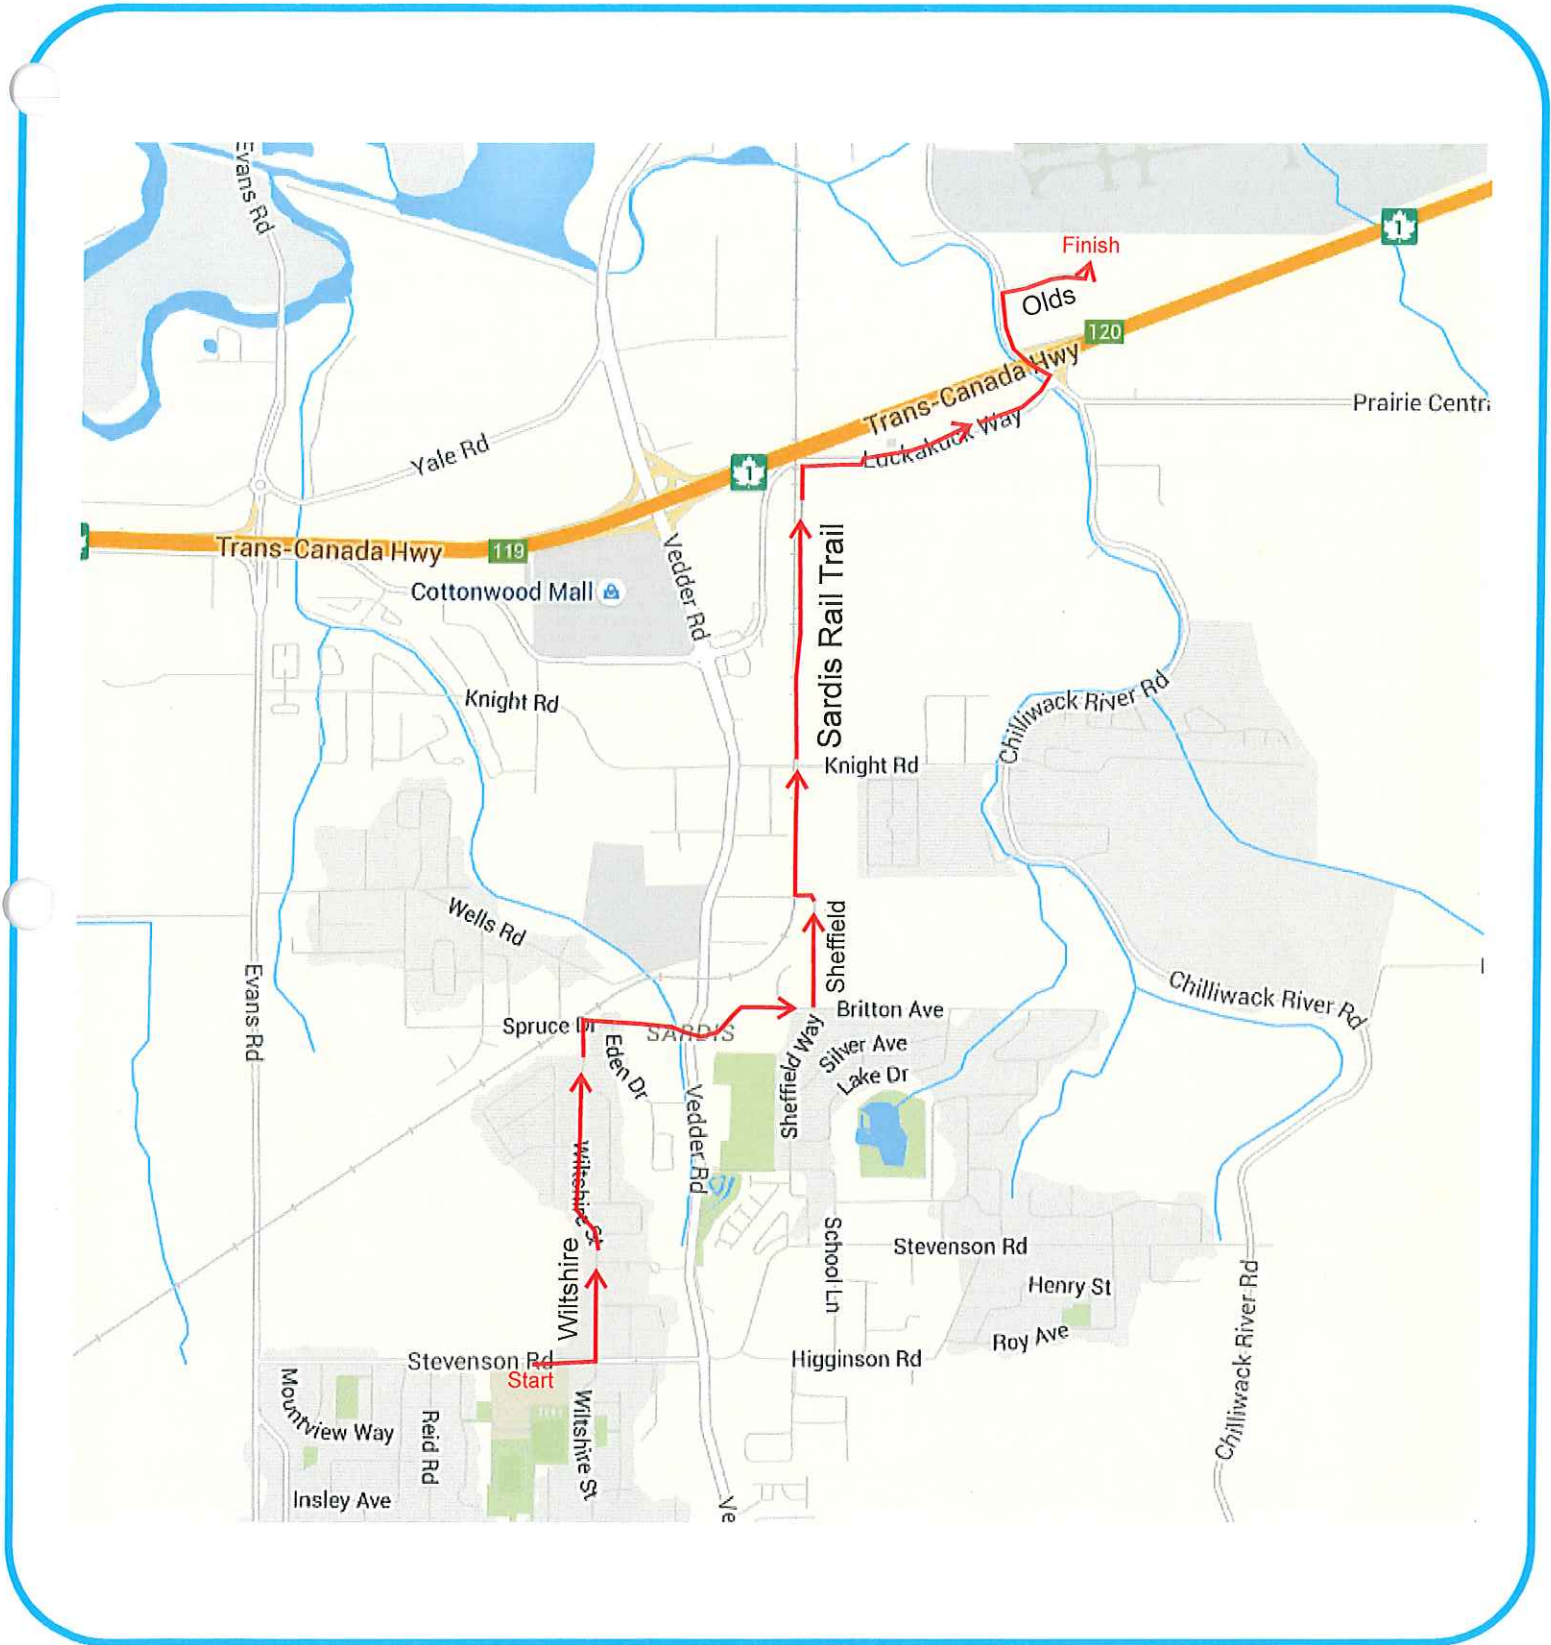 Evans Rd
1
Finish
Olds
120
Trans-Canada Hwy
Prairie Centr
Luckakuck Way
Yale Rd
1
Trans-Canada Hwy
119
Cottonwood Mall
Vedder Rd
Sardis Rail Trail
Knight Rd
Chilliwack River Rd
Knight Rd
Wells Rd
Sheffield
Evans Rd
Chilliwack River Rd
Spruce Dr
SARDIS
Britton Ave
Eden Dr
Sheffield Way
Silver Ave
Lake Dr
Vedder Rd
Wiltshire St
Wiltshire
School Ln
Stevenson Rd
Henry St
Roy Ave
Chilliwack River Rd
Stevenson Rd
Start
Higginson Rd
Mountview Way
Reid Rd
Wiltshire St
Insley Ave
Ve